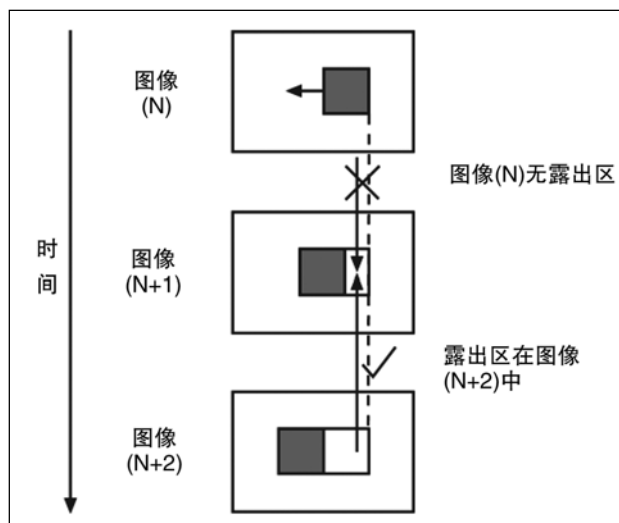 图像
(N)
图像(N)无露出区
时
间
图像
(N+1)
露出区在图像
(N+2)中
图像
(N+2)